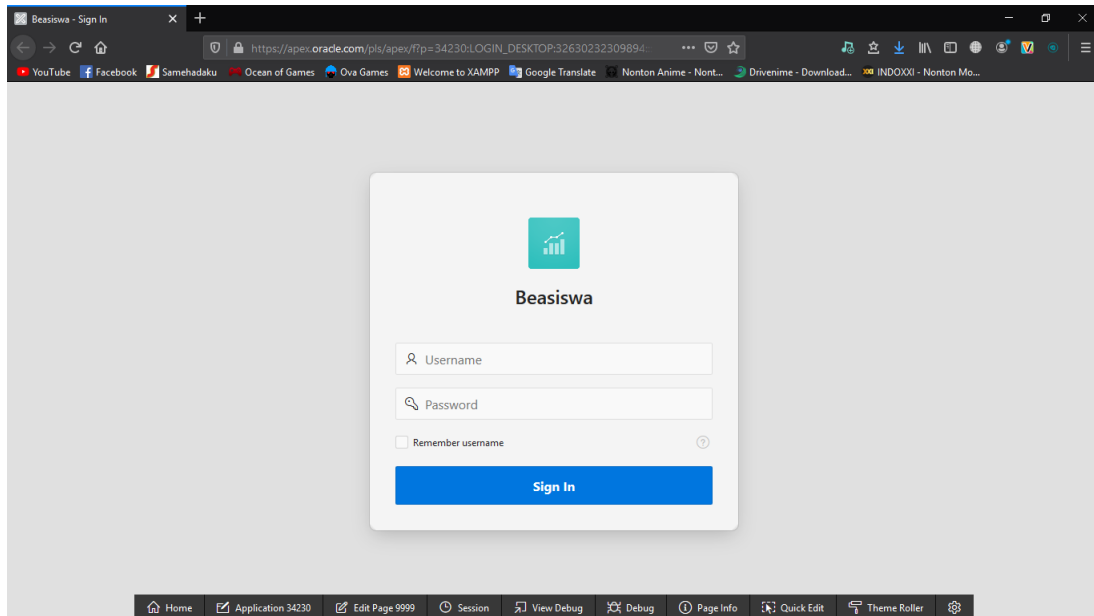 Beasiswa - Sign In
https://apex.oracle.com/pls/apex/f?p=34230:LOGIN_DESKTOP:32630232309894::
YouTube Facebook Samehadaku Ocean of Games Ova Games Welcome to XAMPP Google Translate Nonton Anime - Nont... Drivenime - Download... INDOXXI - Nonton Mo...
Beasiswa
Username
Password
Remember username
Sign In
Home Application 34230 Edit Page 9999 Session View Debug Debug Page Info Quick Edit Theme Roller